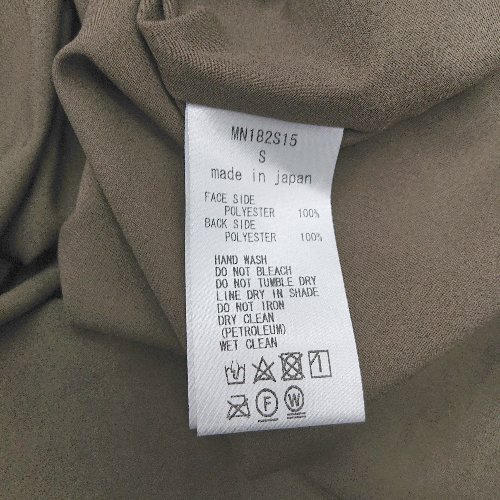 MN182S15
S
made in japan
FACE SIDE
POLYESTER 100%
BACK SIDE
POLYESTER 100%
HAND WASH
DO NOT BLEACH
DO NOT TUMBLE DRY
LINE DRY IN SHADE
DO NOT IRON
DRY CLEAN
(PETROLEUM)
WET CLEAN
F W